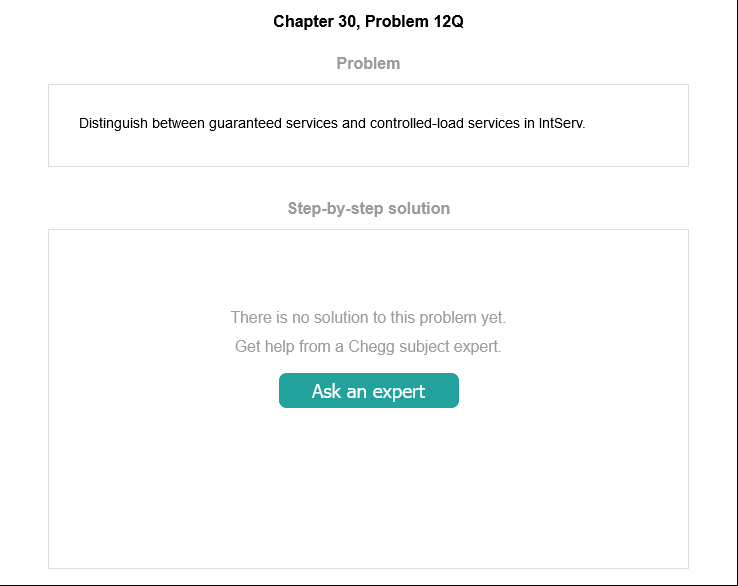 Chapter 30, Problem 12Q
Problem
Distinguish between guaranteed services and controlled-load services in IntServ.
Step-by-step solution
There is no solution to this problem yet.
Get help from a Chegg subject expert.
Ask an expert